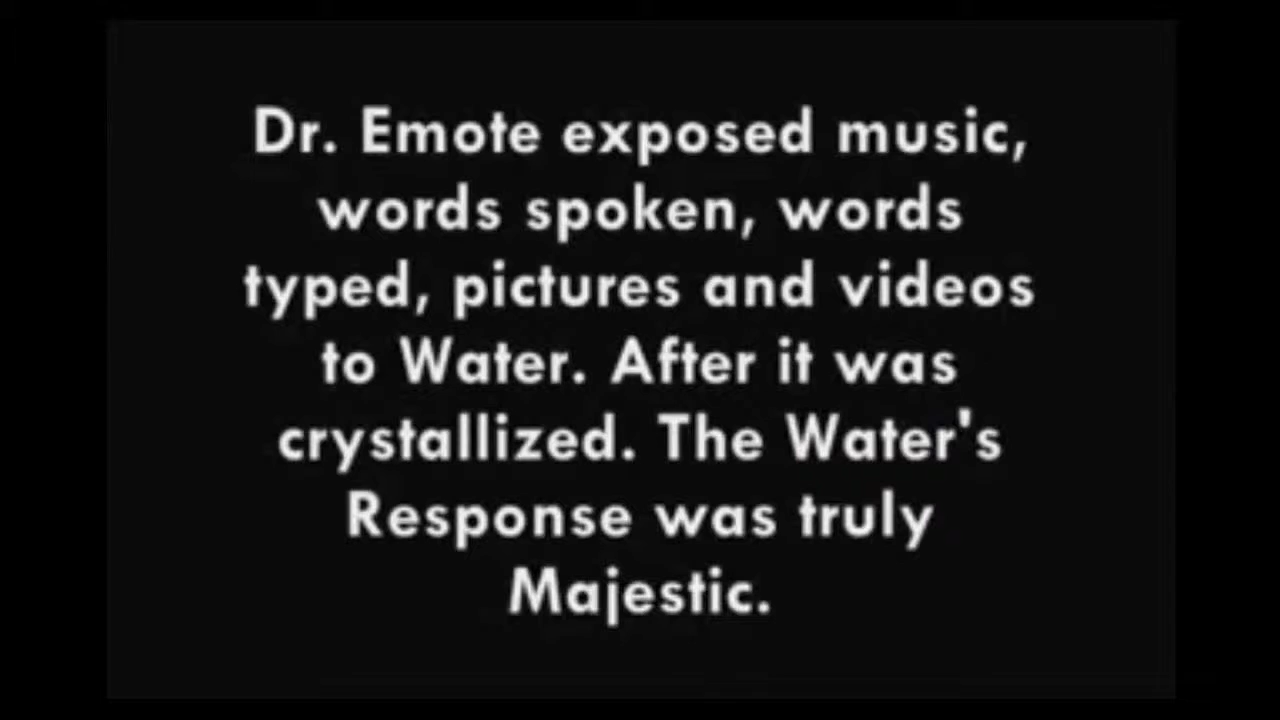 Dr. Emote exposed music,
words spoken, words
typed, pictures and videos
to Water. After it was
crystallized. The Water's
Response was truly
Majestic.